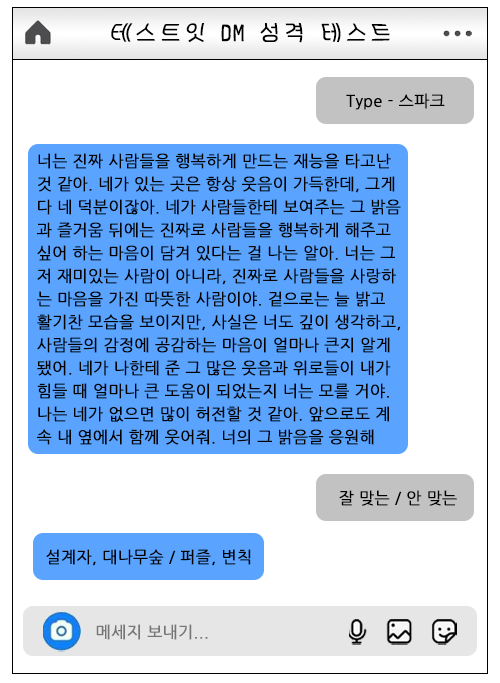 테스트잇 DM 성격 테스트
Type - 스파크
너는 진짜 사람들을 행복하게 만드는 재능을 타고난
것 같아. 네가 있는 곳은 항상 웃음이 가득한데, 그게
다 네 덕분이잖아. 네가 사람들한테 보여주는 그 밝음
과 즐거움 뒤에는 진짜로 사람들을 행복하게 해주고
싶어 하는 마음이 담겨 있다는 걸 나는 알아. 너는 그
저 재미있는 사람이 아니라, 진짜로 사람들을 사랑하
는 마음을 가진 따뜻한 사람이야. 겉으로는 늘 밝고
활기찬 모습을 보이지만, 사실은 너도 깊이 생각하고,
사람들의 감정에 공감하는 마음이 얼마나 큰지 알게
됐어. 네가 나한테 준 그 많은 웃음과 위로들이 내가
힘들 때 얼마나 큰 도움이 되었는지 너는 모를 거야.
나는 네가 없으면 많이 허전할 것 같아. 앞으로도 계
속 내 옆에서 함께 웃어줘. 너의 그 밝음을 응원해
잘 맞는 / 안 맞는
설계자, 대나무숲 / 퍼즐, 변칙
메세지 보내기...